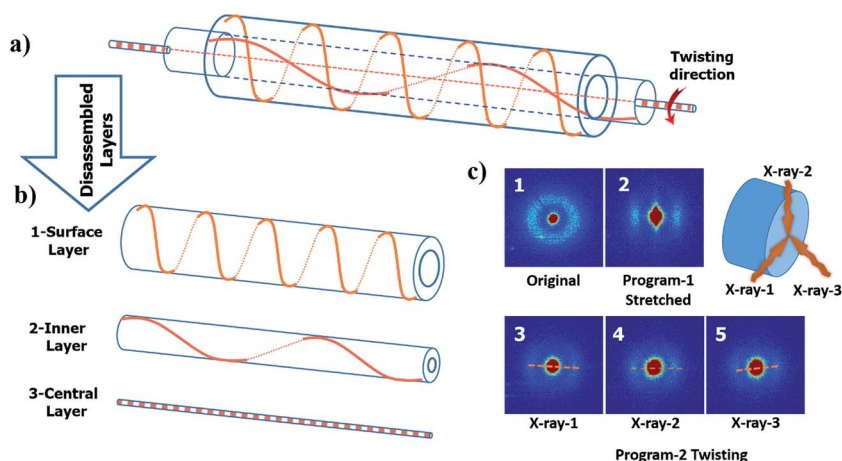 a)
Twisting
direction
Disassembled
Layers
b)
1-Surface
Layer
2-Inner
Layer
3-Central
Layer
c)
1
2
Original
Program-1
Stretched
X-ray-2
X-ray-1
X-ray-3
3
4
5
X-ray-1
X-ray-2
X-ray-3
Program-2 Twisting